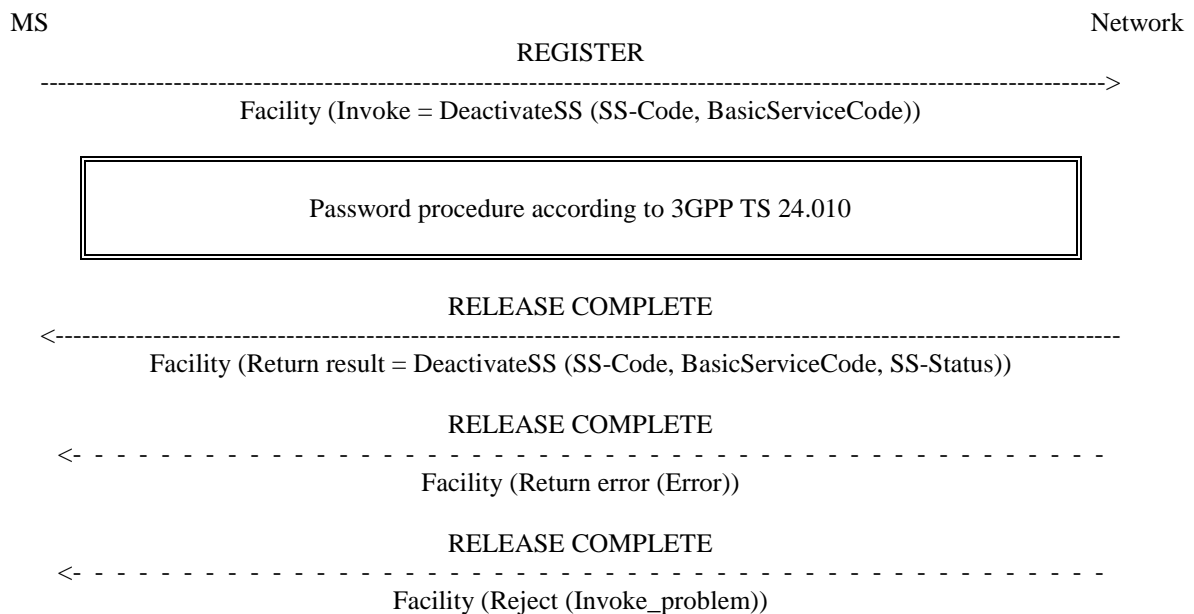 MS Network
REGISTER
Facility (Invoke = DeactivateSS (SS-Code, BasicServiceCode))
Password procedure according to 3GPP TS 24.010
RELEASE COMPLETE
Facility (Return result = DeactivateSS (SS-Code, BasicServiceCode, SS-Status))
RELEASE COMPLETE
Facility (Return error (Error))
RELEASE COMPLETE
Facility (Reject (Invoke_problem))